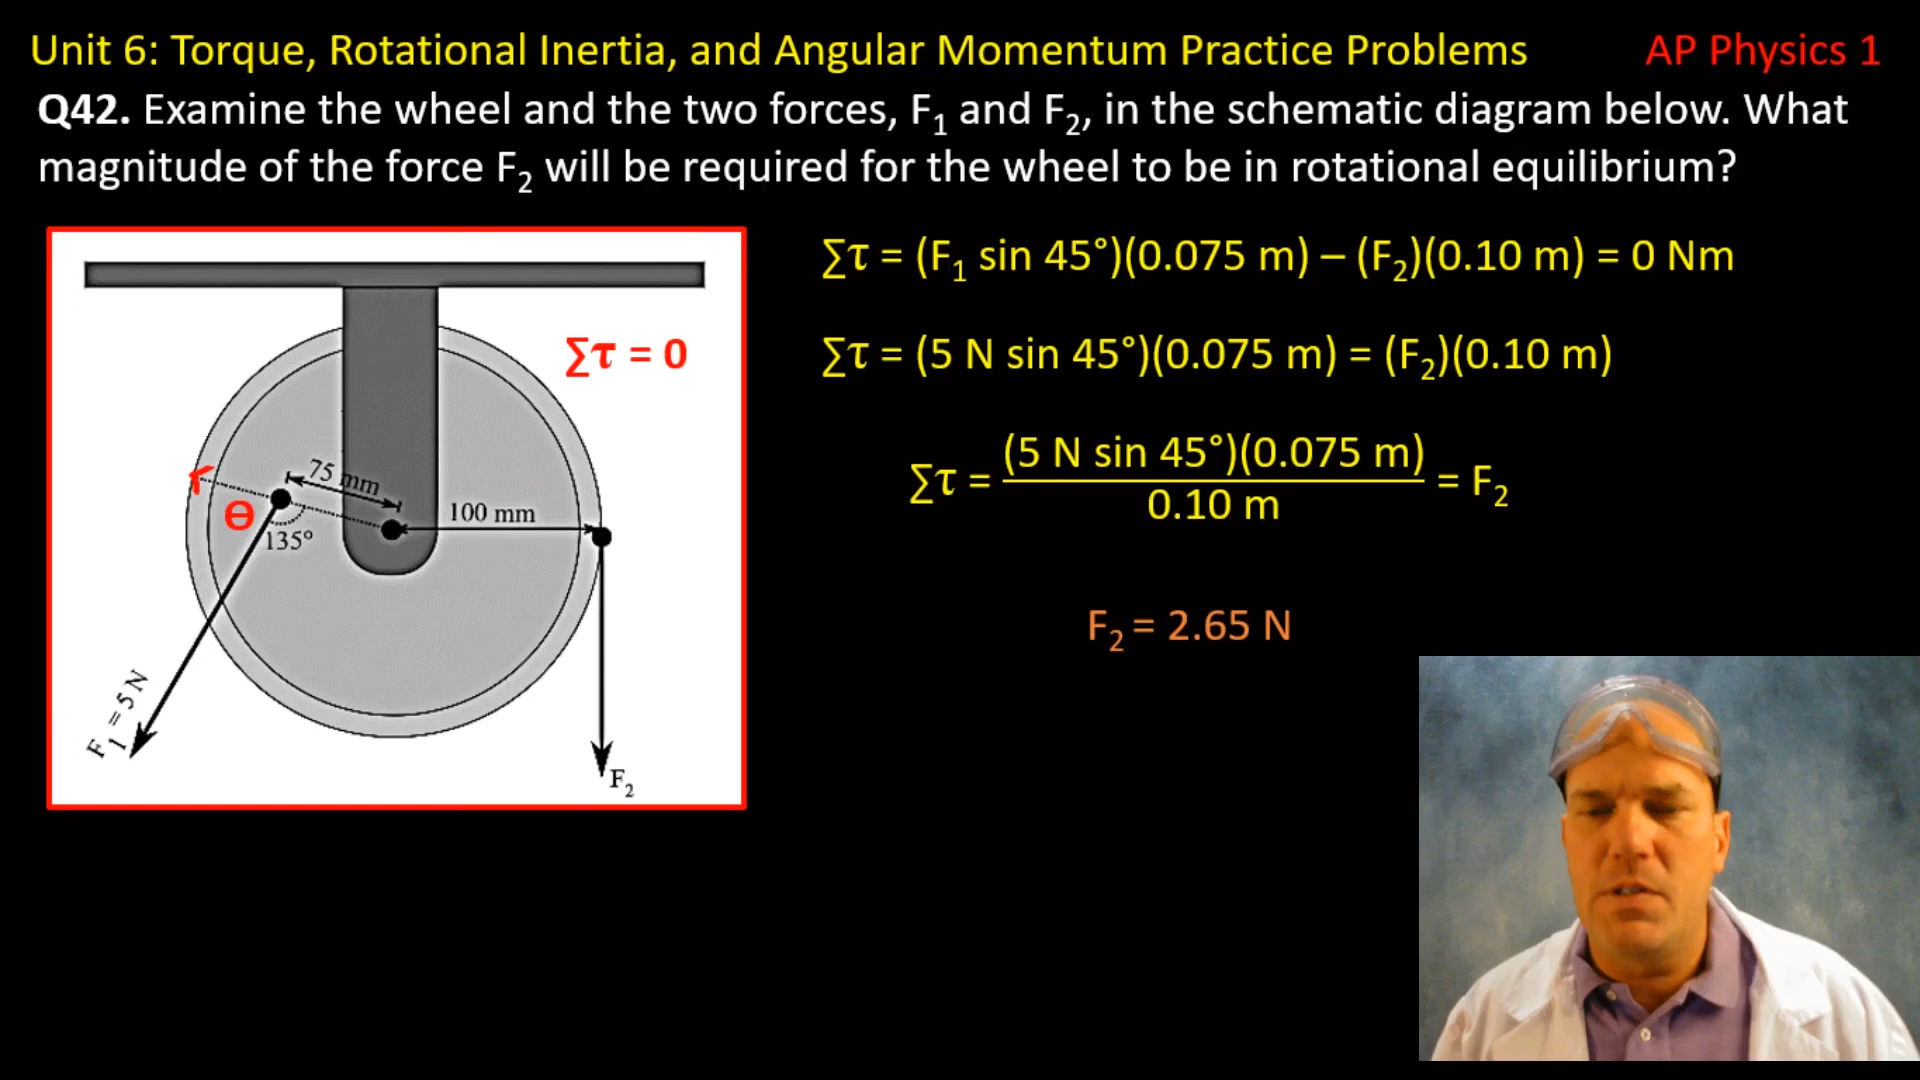 Unit 6: Torque, Rotational Inertia, and Angular Momentum Practice Problems
AP Physics 1
Q42. Examine the wheel and the two forces, F₁ and F₂, in the schematic diagram below. What
magnitude of the force F₂ will be required for the wheel to be in rotational equilibrium?
∑τ = 0
75 mm
100 mm
Θ
135º
F₁ = 5 N
F₂
∑τ = (F₁ sin 45°)(0.075 m) – (F₂)(0.10 m) = 0 Nm
∑τ = (5 N sin 45°)(0.075 m) = (F₂)(0.10 m)
(5 N sin 45°)(0.075 m)
∑τ = = F₂
0.10 m
F₂ = 2.65 N